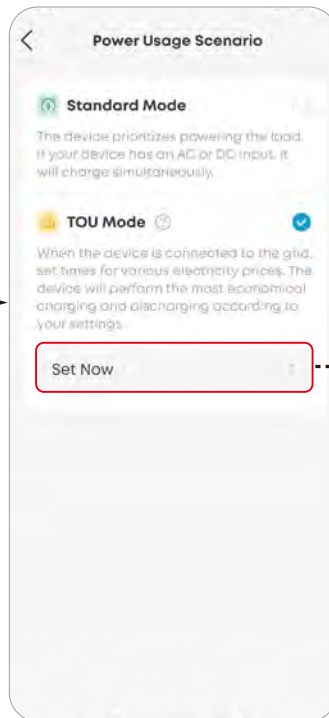 Power Usage Scenario
Standard Mode
The device prioritizes powering the load.
If your device has an AC or DC input, it
will charge simultaneously.
TOU Mode
When the device is connected to the grid,
set times for various electricity prices. The
device will perform the most economical
charging and discharging according to
your settings.
Set Now